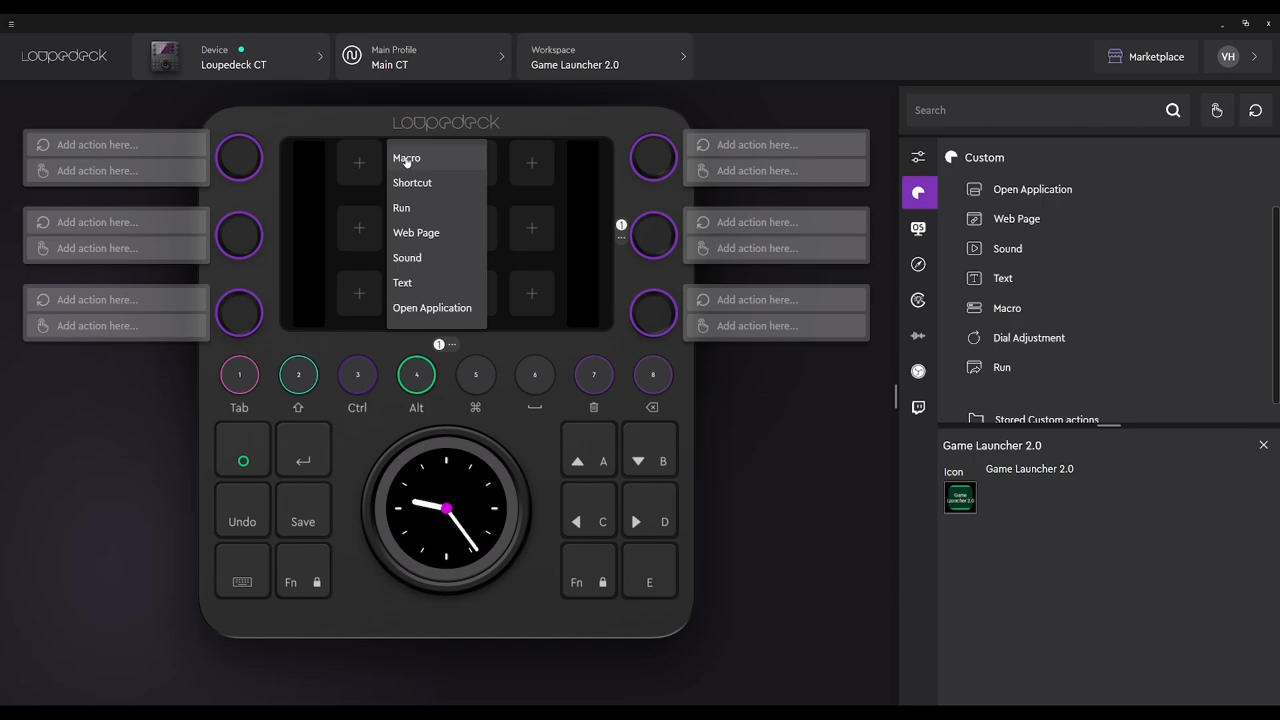 Loupedeck
Device
Loupedeck CT
Main Profile
Main CT
Workspace
Game Launcher 2.0
Marketplace
VH
Search
Loupedeck
Add action here...
Add action here...
Add action here...
Add action here...
Add action here...
Add action here...
Macro
Shortcut
Run
Web Page
Sound
Text
Open Application
Add action here...
Add action here...
Add action here...
Add action here...
Add action here...
Add action here...
1
...
1
...
1 2 3 4 5 6 7 8
Tab Ctrl Alt ⌘
A B
Undo Save
C D
Fn Fn E
Custom
Open Application
Web Page
Sound
Text
Macro
Dial Adjustment
Run
Stored Custom actions
Game Launcher 2.0
Icon
Game Launcher 2.0
Game
Launcher 2.0